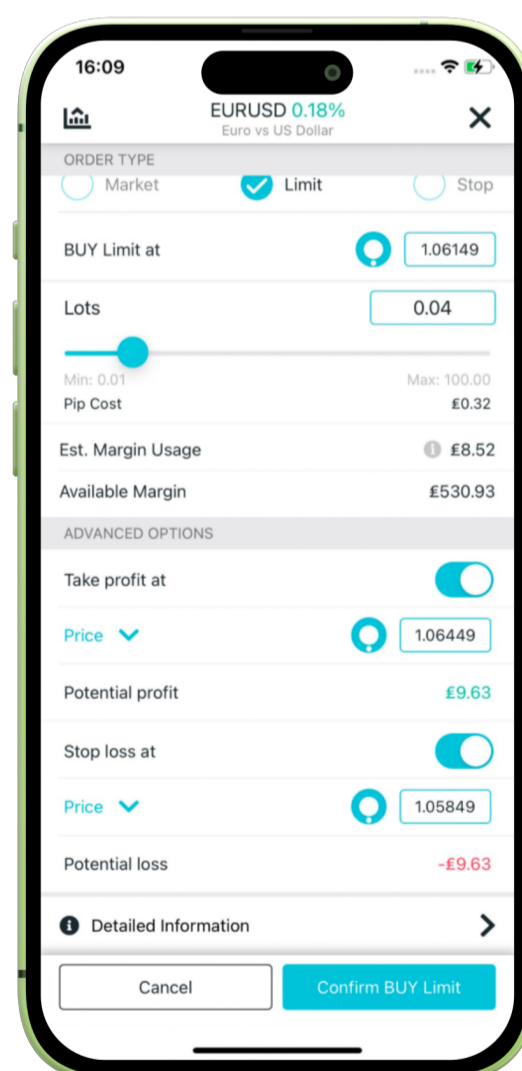 16:09
EURUSD 0.18%
Euro vs US Dollar
ORDER TYPE
Market Limit Stop
BUY Limit at 1.06149
Lots 0.04
Min: 0.01 Max: 100.00
Pip Cost £0.32
Est. Margin Usage £8.52
Available Margin £530.93
ADVANCED OPTIONS
Take profit at
Price 1.06449
Potential profit £9.63
Stop loss at
Price 1.05849
Potential loss -£9.63
Detailed Information
Cancel Confirm BUY Limit